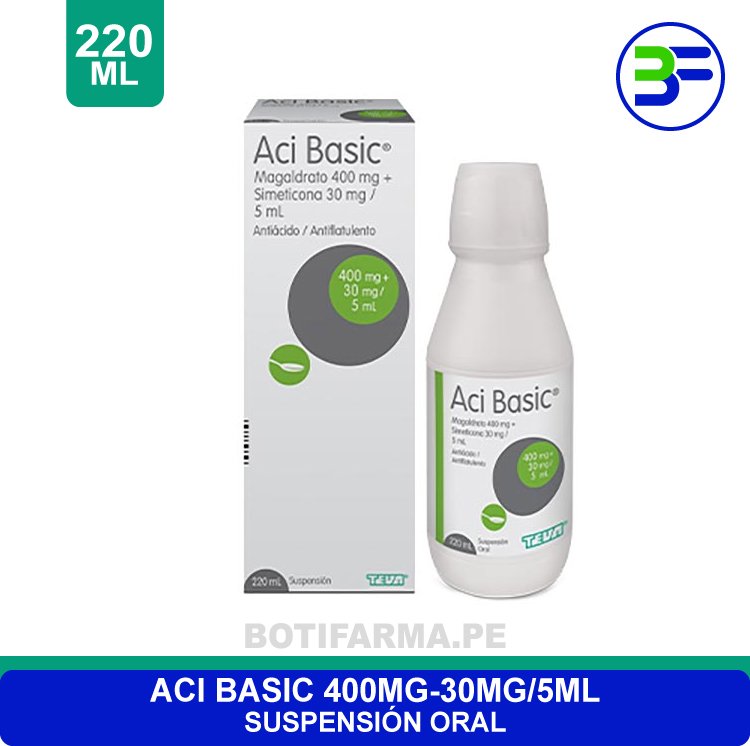 220
ML
BF
Aci Basic®
Magaldrato 400 mg +
Simeticona 30 mg /
5 mL
Antiácido / Antiflatulento
400 mg +
30 mg/
5 mL
220 mL Suspensión
TEVA
Aci Basic®
Magaldrato 400 mg +
Simeticona 30 mg /
5 mL
Antiácido /
Antiflatulento
400 mg +
30 mg/
5 mL
220 mL
Suspensión
Oral
TEVA
BOTIFARMA.PE
ACI BASIC 400MG-30MG/5ML
SUSPENSIÓN ORAL